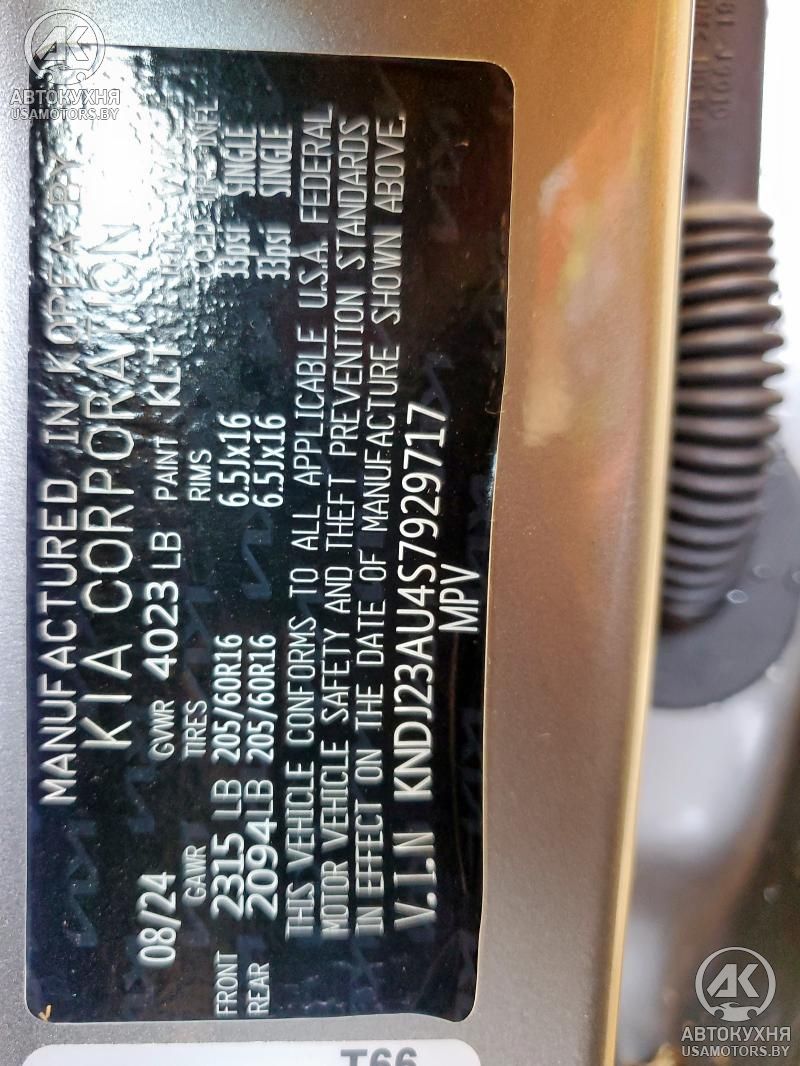 MANUFACTURED IN KOREA BY
KIA CORPORATION
08/24 GVWR 4023 LB PAINT KLT
GAWR TIRES RIMS COLD
FRONT 2315 LB 205/60R16 6.5Jx16 33psi SINGLE
REAR 2094LB 205/60R16 6.5Jx16 33psi SINGLE
THIS VEHICLE CONFORMS TO ALL APPLICABLE U.S.A. FEDERAL
MOTOR VEHICLE SAFETY AND THEFT PREVENTION STANDARDS
IN EFFECT ON THE DATE OF MANUFACTURE SHOWN ABOVE.
V.I.N KNDJ23AU4S7929717
MPV
T66
AK
АВТОКУХНЯ
USAMOTORS.BY
AK
АВТОКУХНЯ
USAMOTORS.BY